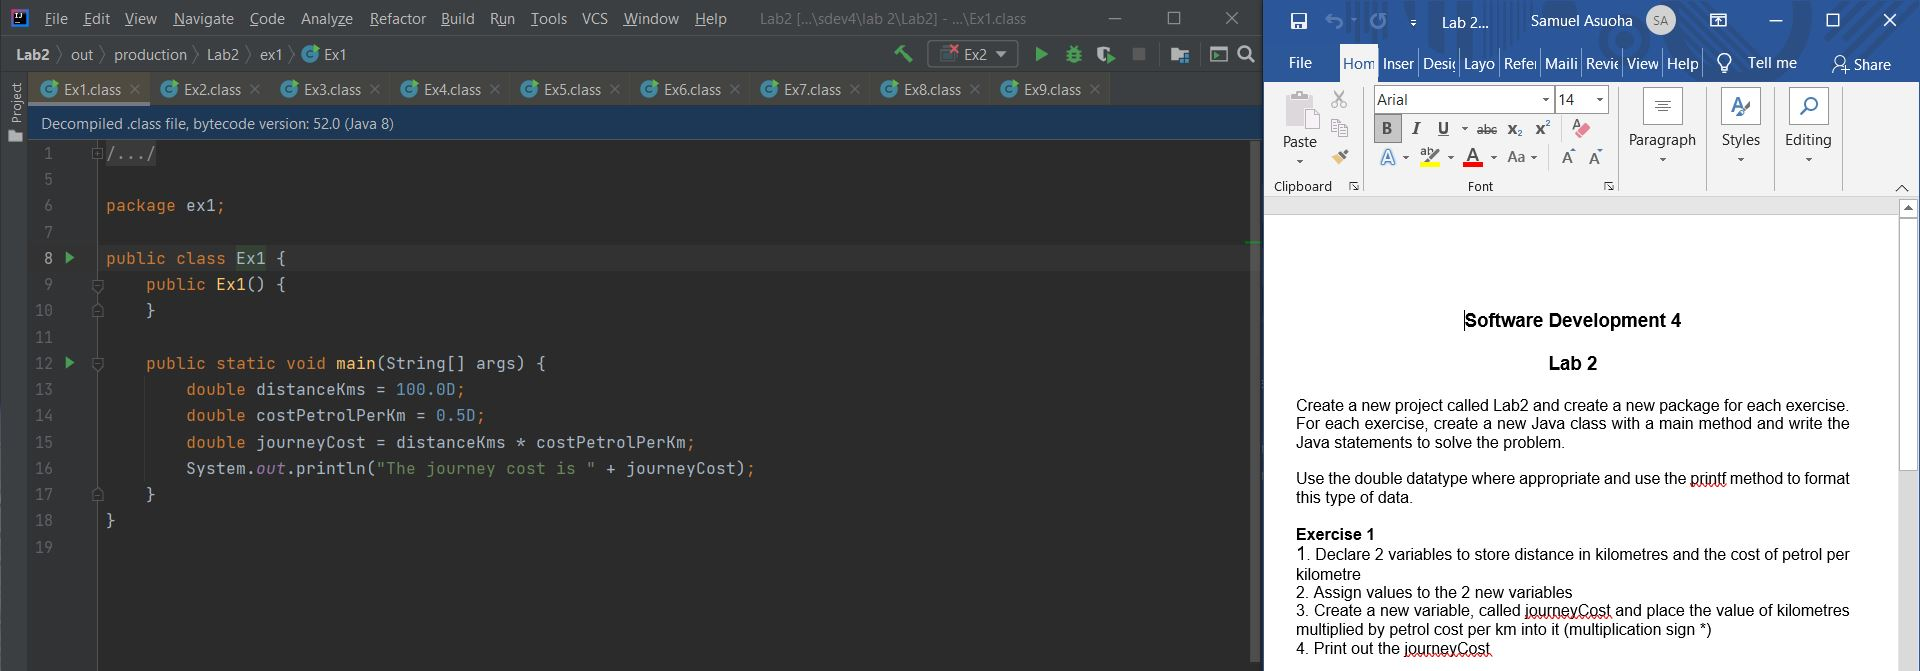 File Edit View Navigate Code Analyze Refactor Build Run Tools VCS Window Help Lab2 [...\sdev4\lab 2\Lab2] - ...\Ex1.class
Lab2 out production Lab2 ex1 Ex1 Ex2
Project
Ex1.class Ex2.class Ex3.class Ex4.class Ex5.class Ex6.class Ex7.class Ex8.class Ex9.class
Decompiled .class file, bytecode version: 52.0 (Java 8)
1 /.../
5
6 package ex1;
7
8 public class Ex1 {
9 public Ex1() {
10 }
11
12 public static void main(String[] args) {
13 double distanceKms = 100.0D;
14 double costPetrolPerKm = 0.5D;
15 double journeyCost = distanceKms * costPetrolPerKm;
16 System.out.println("The journey cost is " + journeyCost);
17 }
18 }
19
Lab 2... Samuel Asuoha SA
File Hom Inser Desig Layo Refer Maili Revie View Help Tell me Share
Arial 14
B I U abc X₂ X²
A ab A Aa A A
Paste Paragraph Styles Editing
Clipboard Font
Software Development 4
Lab 2
Create a new project called Lab2 and create a new package for each exercise.
For each exercise, create a new Java class with a main method and write the
Java statements to solve the problem.
Use the double datatype where appropriate and use the printf method to format
this type of data.
Exercise 1
1. Declare 2 variables to store distance in kilometres and the cost of petrol per
kilometre
2. Assign values to the 2 new variables
3. Create a new variable, called journeyCost and place the value of kilometres
multiplied by petrol cost per km into it (multiplication sign *)
4. Print out the journeyCost